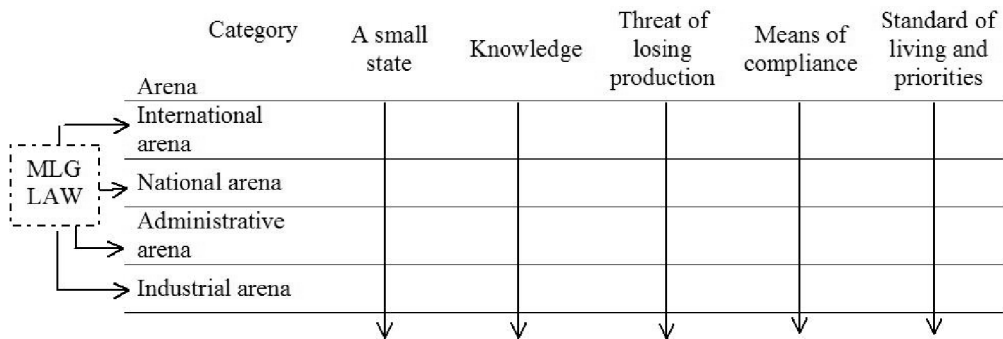 Category
A small
state
Knowledge
Threat of
losing
production
Means of
compliance
Standard of
living and
priorities
Arena
International
arena
MLG
LAW
National arena
Administrative
arena
Industrial arena